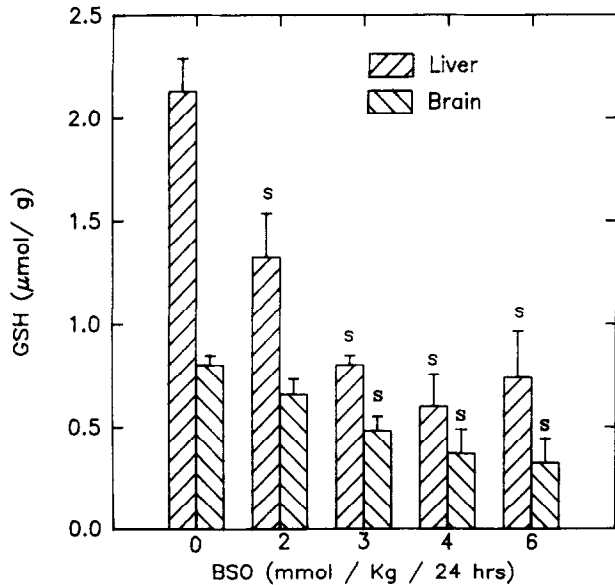 2.5
2.0
1.5
1.0
0.5
0.0
GSH (μmol/ g)
Liver
Brain
s
s
s
s
s
s
s
0
2
3
4
6
BSO (mmol / Kg / 24 hrs)